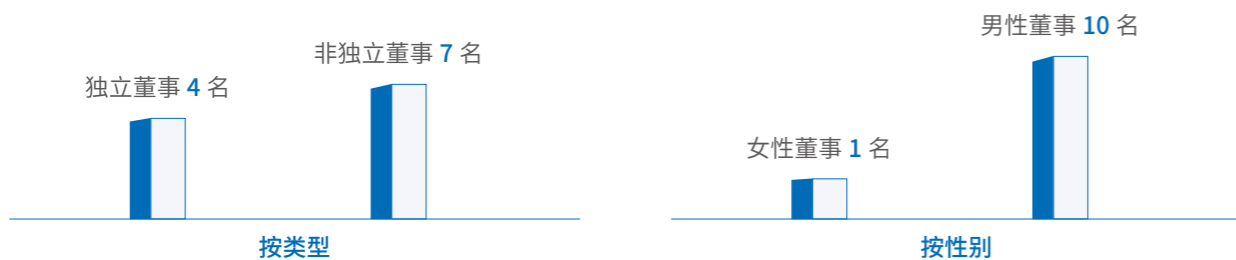 独立董事 4 名
非独立董事 7 名
按类型
女性董事 1 名
男性董事 10 名
按性别